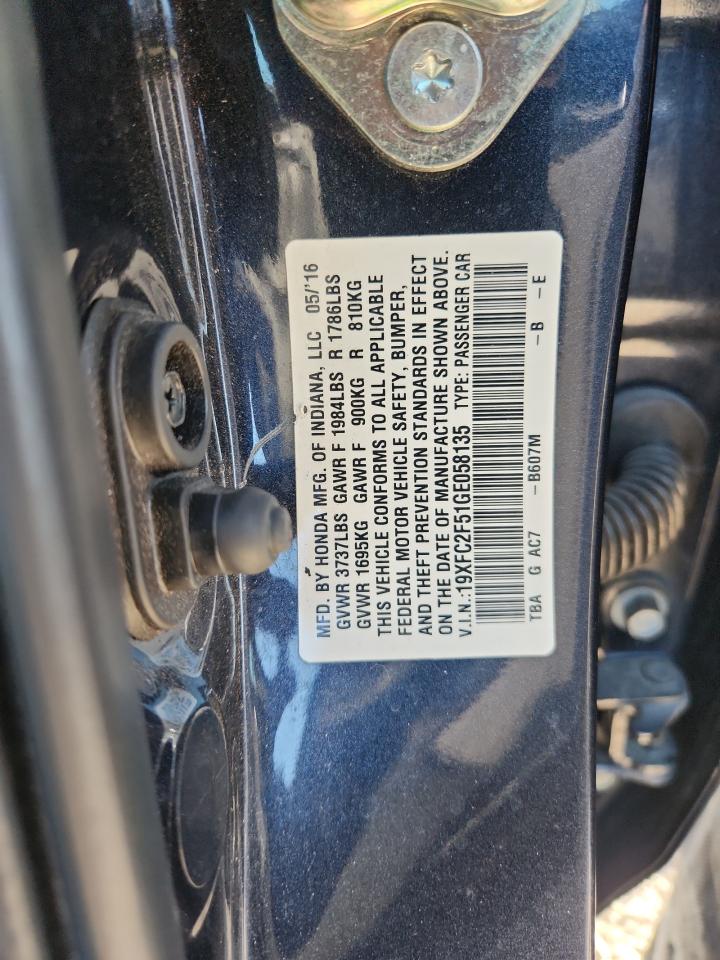 MFD. BY HONDA MFG. OF INDIANA, LLC 05/'16
GVWR 3737LBS GAWR F 1984LBS R 1786LBS
GVWR 1695KG GAWR F 900KG R 810KG
THIS VEHICLE CONFORMS TO ALL APPLICABLE
FEDERAL MOTOR VEHICLE SAFETY, BUMPER,
AND THEFT PREVENTION STANDARDS IN EFFECT
ON THE DATE OF MANUFACTURE SHOWN ABOVE.
V.I.N.:19XFC2F51GE058135 TYPE: PASSENGER CAR
TBA G AC7 -B607M -B -E